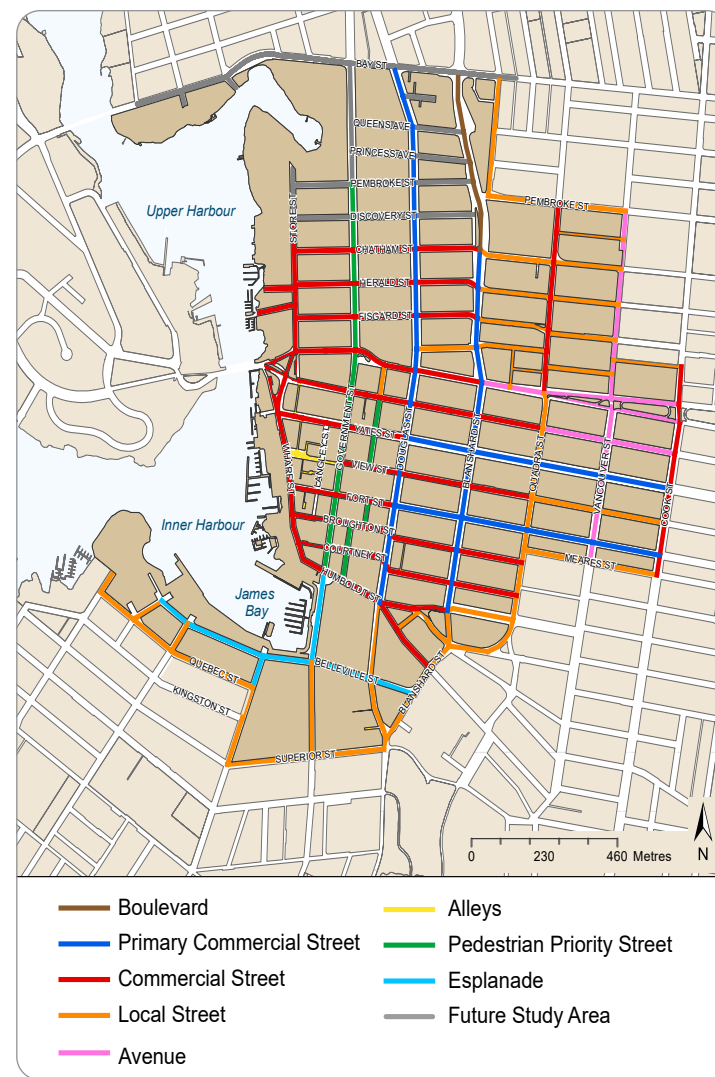 BAY ST
QUEENS AVE
PRINCESS AVE
PEMBROKE ST
PEMBROKE ST
Upper Harbour
STORE ST
DISCOVERY ST
CHATHAM ST
HERALD ST
FISGARD ST
GOVERNMENT ST
DOUGLAS ST
BLANSHARD ST
YATES ST
LANGLEY ST
WHARF ST
VIEW ST
QUADRA ST
VANCOUVER ST
COOK ST
FORT ST
Inner Harbour
BROUGHTON ST
COURTNEY ST
MEARES ST
HUMBOLDT ST
James
Bay
BELLEVILLE ST
QUEBEC ST
BLANSHARD ST
KINGSTON ST
SUPERIOR ST
N
0 230 460 Metres
Boulevard
Primary Commercial Street
Commercial Street
Local Street
Avenue
Alleys
Pedestrian Priority Street
Esplanade
Future Study Area